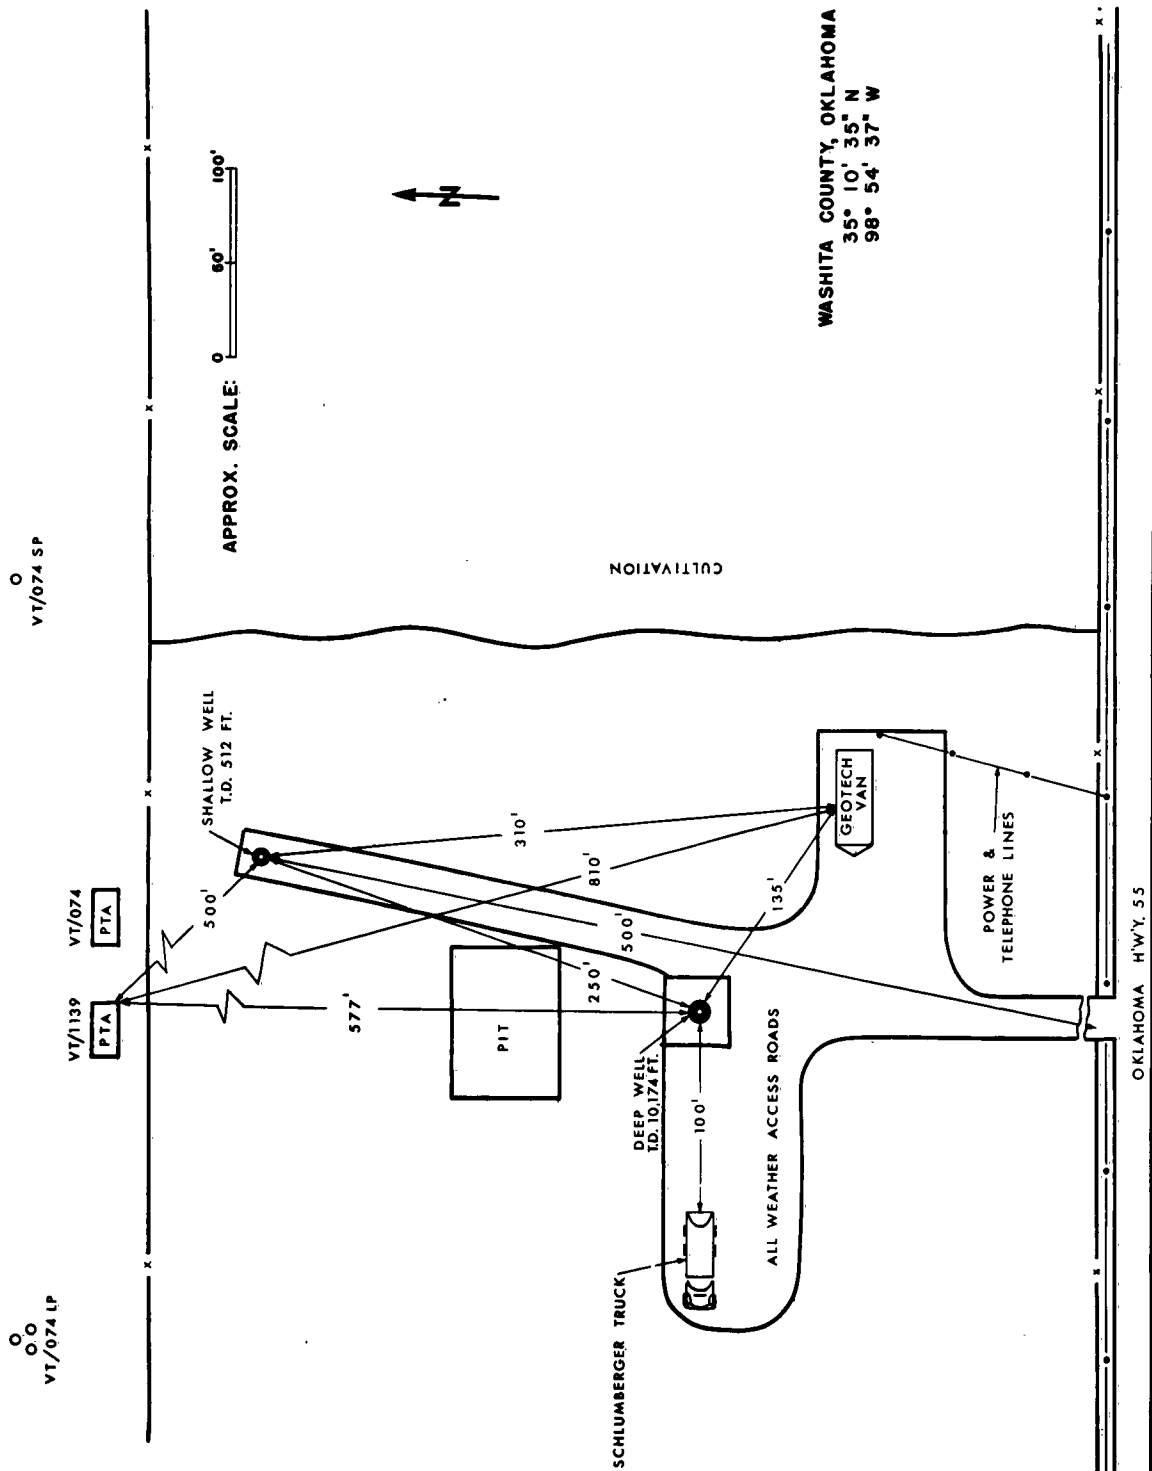 VT/074 LP
VT/074 SP
VT/1139
PTA
VT/074
PTA
SHALLOW WELL
T.D. 512 FT.
APPROX. SCALE:
0
50'
100'
N
500'
577'
810'
310'
250'
500'
135'
100'
PIT
DEEP WELL
T.D. 10,174 FT.
SCHLUMBERGER TRUCK
ALL WEATHER ACCESS ROADS
GEOTECH
VAN
POWER &
TELEPHONE LINES
CULTIVATION
WASHITA COUNTY, OKLAHOMA
35° 10' 35" N
98° 54' 37" W
OKLAHOMA H'W'Y. 55